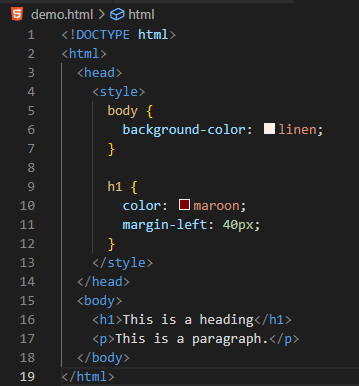 demo.html > html
1 <!DOCTYPE html>
2 <html>
3   <head>
4     <style>
5       body {
6         background-color: linen;
7       }
8
9       h1 {
10         color: maroon;
11         margin-left: 40px;
12       }
13     </style>
14   </head>
15   <body>
16     <h1>This is a heading</h1>
17     <p>This is a paragraph.</p>
18   </body>
19 </html>